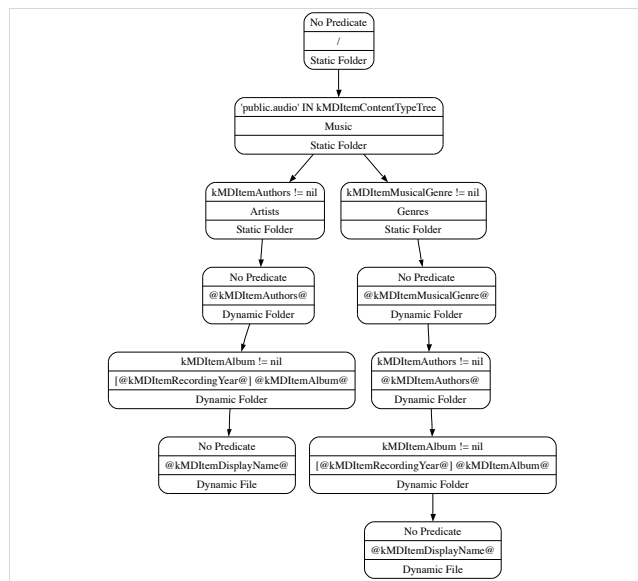 No Predicate
/
Static Folder
'public.audio' IN kMDItemContentTypeTree
Music
Static Folder
kMDItemAuthors != nil
Artists
Static Folder
kMDItemMusicalGenre != nil
Genres
Static Folder
No Predicate
@kMDItemAuthors@
Dynamic Folder
No Predicate
@kMDItemMusicalGenre@
Dynamic Folder
kMDItemAlbum != nil
[@kMDItemRecordingYear@] @kMDItemAlbum@
Dynamic Folder
kMDItemAuthors != nil
@kMDItemAuthors@
Dynamic Folder
No Predicate
@kMDItemDisplayName@
Dynamic File
kMDItemAlbum != nil
[@kMDItemRecordingYear@] @kMDItemAlbum@
Dynamic Folder
No Predicate
@kMDItemDisplayName@
Dynamic File